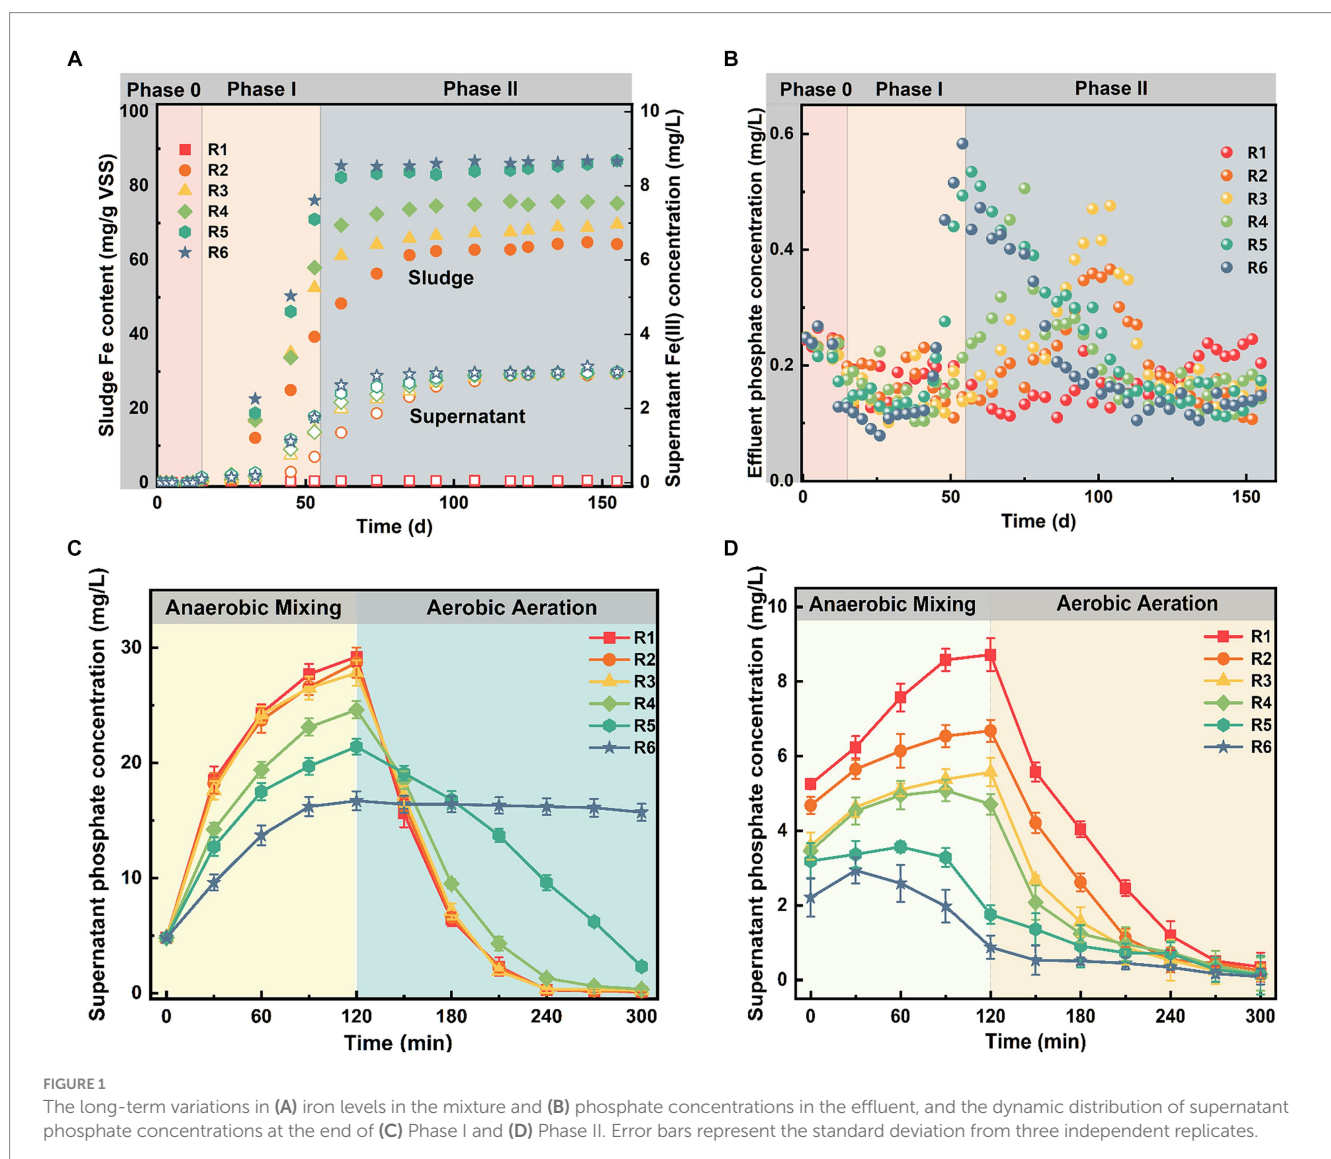 A
Phase 0
Phase I
Phase II
100
80
60
40
20
0
Sludge Fe content (mg/g VSS)
R1
R2
R3
R4
R5
R6
Sludge
Supernatant
10
8
6
4
2
0
Supernatant Fe(III) concentration (mg/L)
0
50
100
150
Time (d)
B
Phase 0
Phase I
Phase II
0.6
0.4
0.2
0.0
Effluent phosphate concentration (mg/L)
R1
R2
R3
R4
R5
R6
0
50
100
150
Time (d)
C
Anaerobic Mixing
Aerobic Aeration
30
20
10
0
Supernatant phosphate concentration (mg/L)
R1
R2
R3
R4
R5
R6
0
60
120
180
240
300
Time (min)
D
Anaerobic Mixing
Aerobic Aeration
10
8
6
4
2
0
Supernatant phosphate concentration (mg/L)
R1
R2
R3
R4
R5
R6
0
60
120
180
240
300
Time (min)
FIGURE 1
The long-term variations in (A) iron levels in the mixture and (B) phosphate concentrations in the effluent, and the dynamic distribution of supernatant
phosphate concentrations at the end of (C) Phase I and (D) Phase II. Error bars represent the standard deviation from three independent replicates.